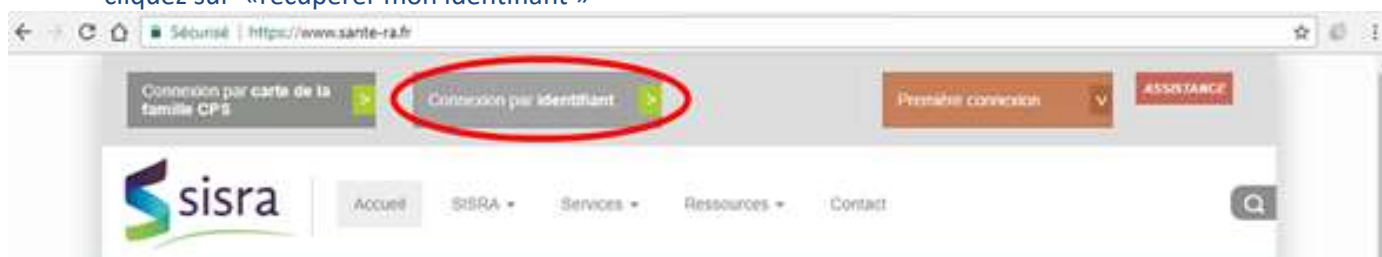 cliquez sur «récupérer mon identifiant »
Sécurisé | https://www.sante-ra.fr
Connexion par carte de la
famille CPS >
Connexion par identifiant >
Première connexion v
ASSISTANCE
sisra
Accueil SISRA Services Ressources Contact